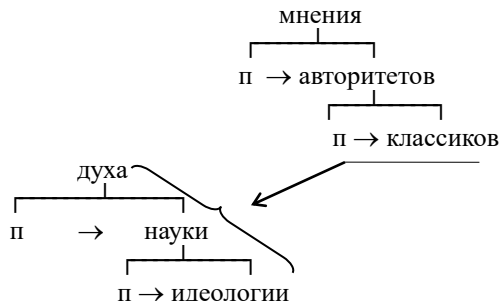 мнения
п → авторитетов
п → классиков
духа
п → науки
п → идеологии